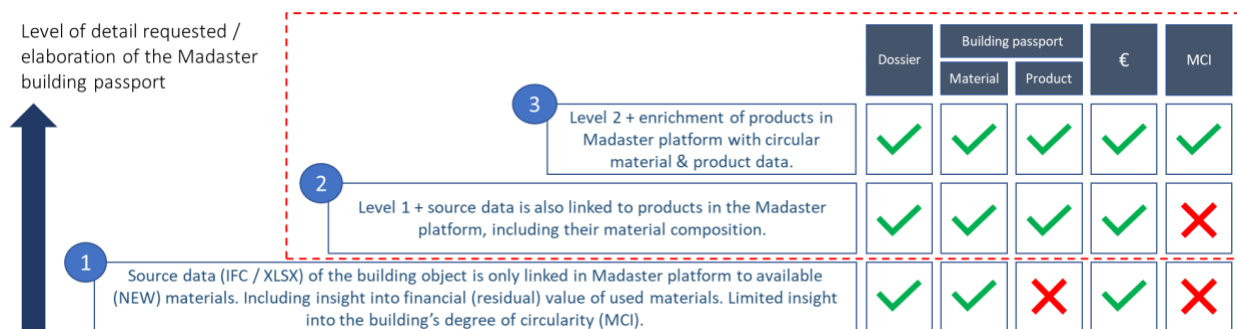 Level of detail requested /
elaboration of the Madaster
building passport
Dossier
Building passport
Material
Product
€
MCI
3
Level 2 + enrichment of products in
Madaster platform with circular
material & product data.
2
Level 1 + source data is also linked to products in the Madaster
platform, including their material composition.
1
Source data (IFC / XLSX) of the building object is only linked in Madaster platform to available
(NEW) materials. Including insight into financial (residual) value of used materials. Limited insight
into the building's degree of circularity (MCI).